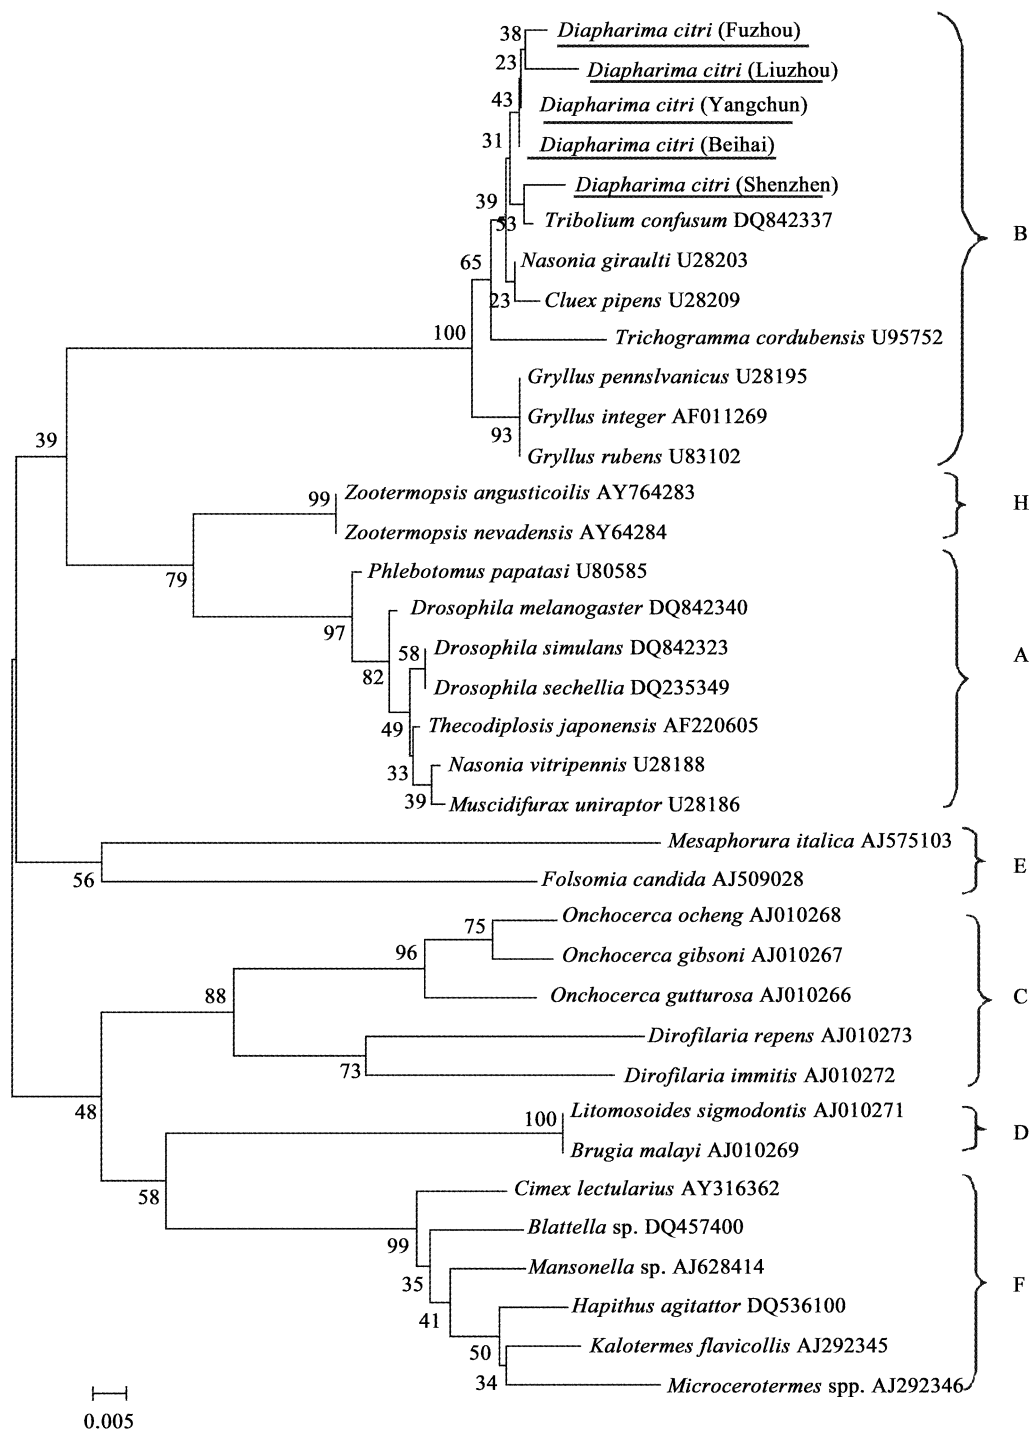 38
Diapharima citri (Fuzhou)
23
Diapharima citri (Liuzhou)
43
Diapharima citri (Yangchun)
31
Diapharima citri (Beihai)
Diapharima citri (Shenzhen)
39
53
Tribolium confusum DQ842337
B
65
Nasonia giraulti U28203
23
Cluex pipens U28209
100
Trichogramma cordubensis U95752
Gryllus pennslvanicus U28195
Gryllus integer AF011269
93
39
Gryllus rubens U83102
99
Zootermopsis angusticoilis AY764283
H
Zootermopsis nevadensis AY64284
79
Phlebotomus papatasi U80585
Drosophila melanogaster DQ842340
97
58
Drosophila simulans DQ842323
A
82
Drosophila sechellia DQ235349
49
Thecodiplosis japonensis AF220605
33
Nasonia vitripennis U28188
39
Muscidifurax uniraptor U28186
Mesaphorura italica AJ575103
E
56
Folsomia candida AJ509028
75
Onchocerca ocheng AJ010268
96
Onchocerca gibsoni AJ010267
88
Onchocerca gutturosa AJ010266
C
Dirofilaria repens AJ010273
73
Dirofilaria immitis AJ010272
48
100
Litomosoides sigmodontis AJ010271
D
Brugia malayi AJ010269
58
Cimex lectularius AY316362
Blattella sp. DQ457400
99
Mansonella sp. AJ628414
35
F
41
Hapithus agitattor DQ536100
50
Kalotermes flavicollis AJ292345
34
Microcerotermes spp. AJ292346
0.005